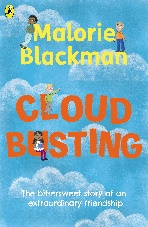 Malorie
Blackman
CLOUD
BUSTING
The bittersweet story of an
extraordinary friendship